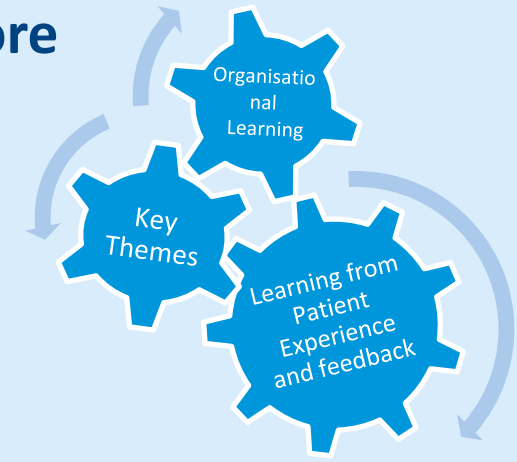 ore
Organisatio
nal
Learning
Key
Themes
Learning from
Patient
Experience
and feedback